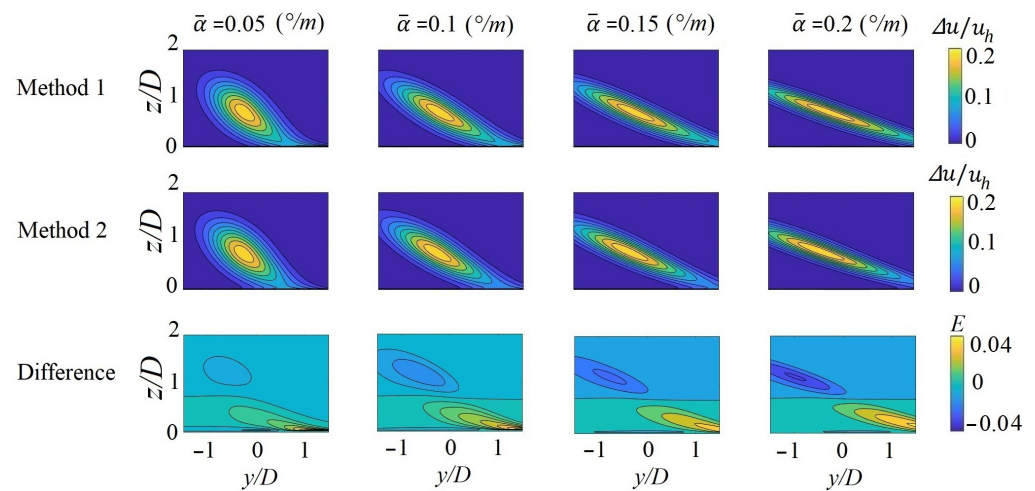 ᾱ=0.05 (°/m) ᾱ=0.1 (°/m) ᾱ=0.15 (°/m) ᾱ=0.2 (°/m) Δu/u_h
Method 1 z/D 2 1 0 0.2 0.1 0
Δu/u_h
Method 2 z/D 2 1 0 0.2 0.1 0
E
Difference z/D 2 1 0 0.04 0 −0.04
−1 0 1 −1 0 1 −1 0 1 −1 0 1
y/D y/D y/D y/D